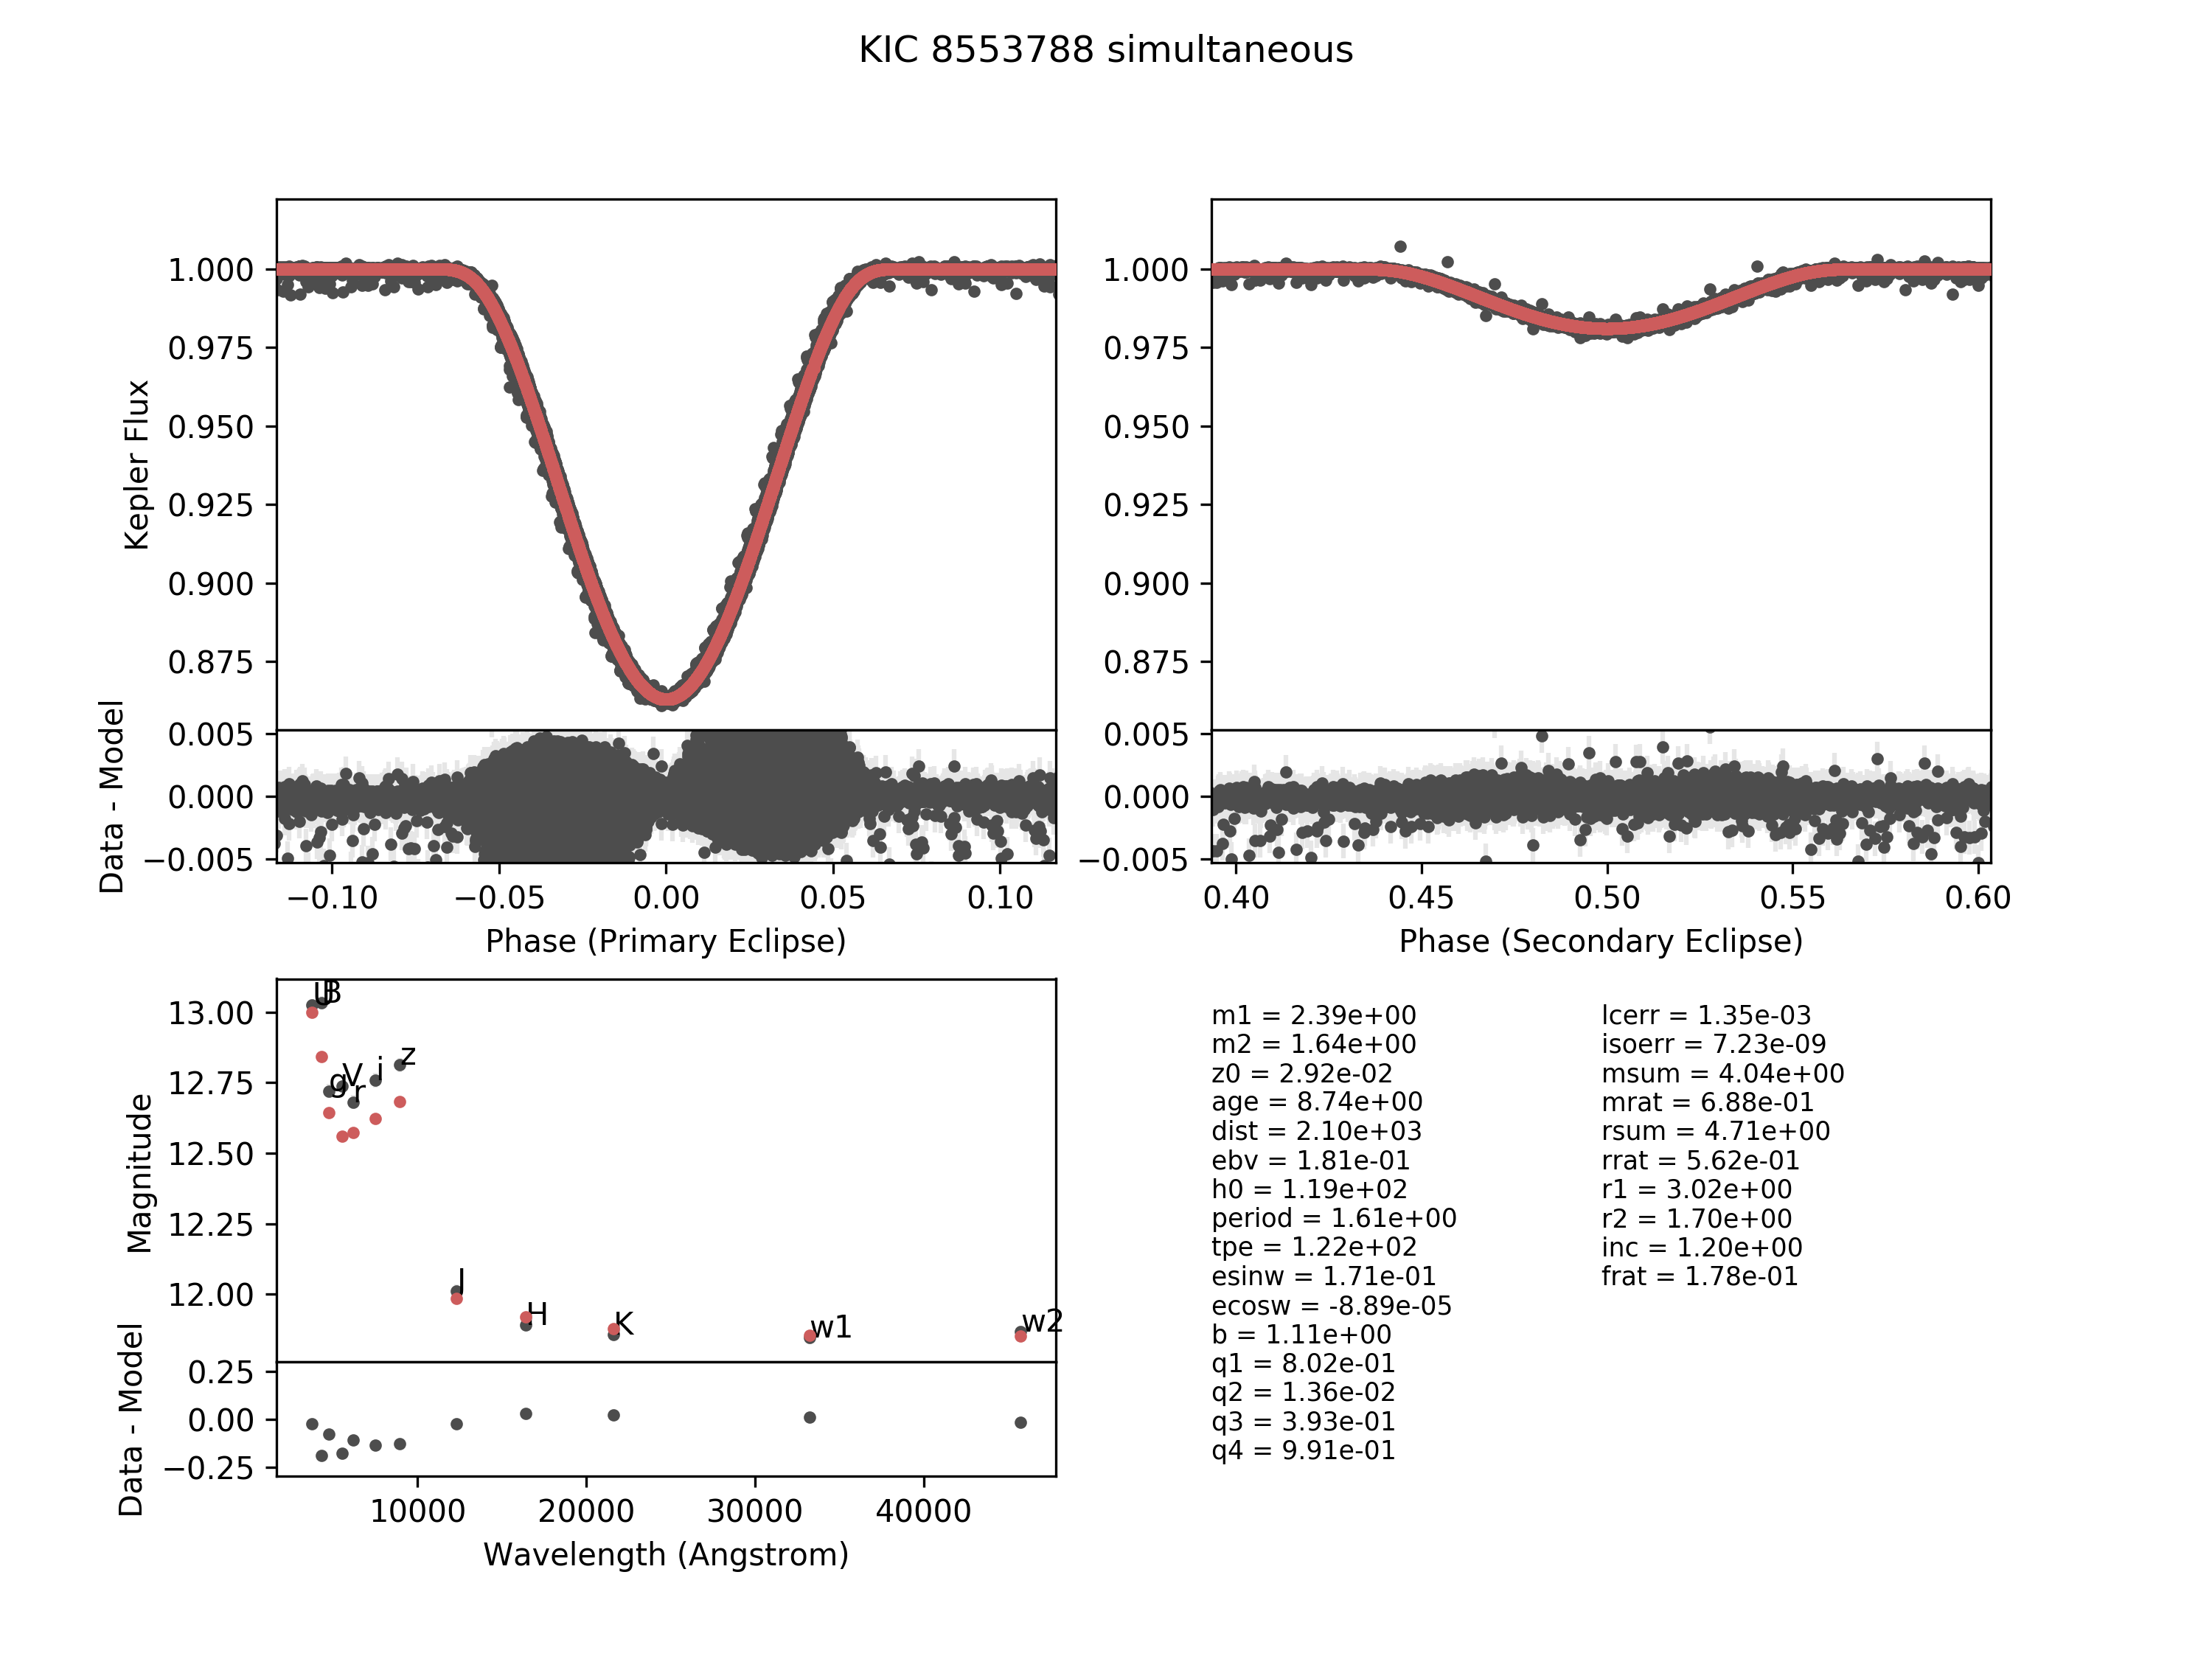 KIC 8553788 simultaneous
Kepler Flux
1.000
0.975
0.950
0.925
0.900
0.875
Data - Model
0.005
0.000
−0.005
−0.10 −0.05 0.00 0.05 0.10
Phase (Primary Eclipse)
1.000
0.975
0.950
0.925
0.900
0.875
0.005
0.000
−0.005
0.40 0.45 0.50 0.55 0.60
Phase (Secondary Eclipse)
Magnitude
13.00
12.75
12.50
12.25
12.00
U B
g V r i z
J H K w1 w2
Data - Model
0.25
0.00
−0.25
10000 20000 30000 40000
Wavelength (Angstrom)
m1 = 2.39e+00
m2 = 1.64e+00
z0 = 2.92e-02
age = 8.74e+00
dist = 2.10e+03
ebv = 1.81e-01
h0 = 1.19e+02
period = 1.61e+00
tpe = 1.22e+02
esinw = 1.71e-01
ecosw = -8.89e-05
b = 1.11e+00
q1 = 8.02e-01
q2 = 1.36e-02
q3 = 3.93e-01
q4 = 9.91e-01
lcerr = 1.35e-03
isoerr = 7.23e-09
msum = 4.04e+00
mrat = 6.88e-01
rsum = 4.71e+00
rrat = 5.62e-01
r1 = 3.02e+00
r2 = 1.70e+00
inc = 1.20e+00
frat = 1.78e-01